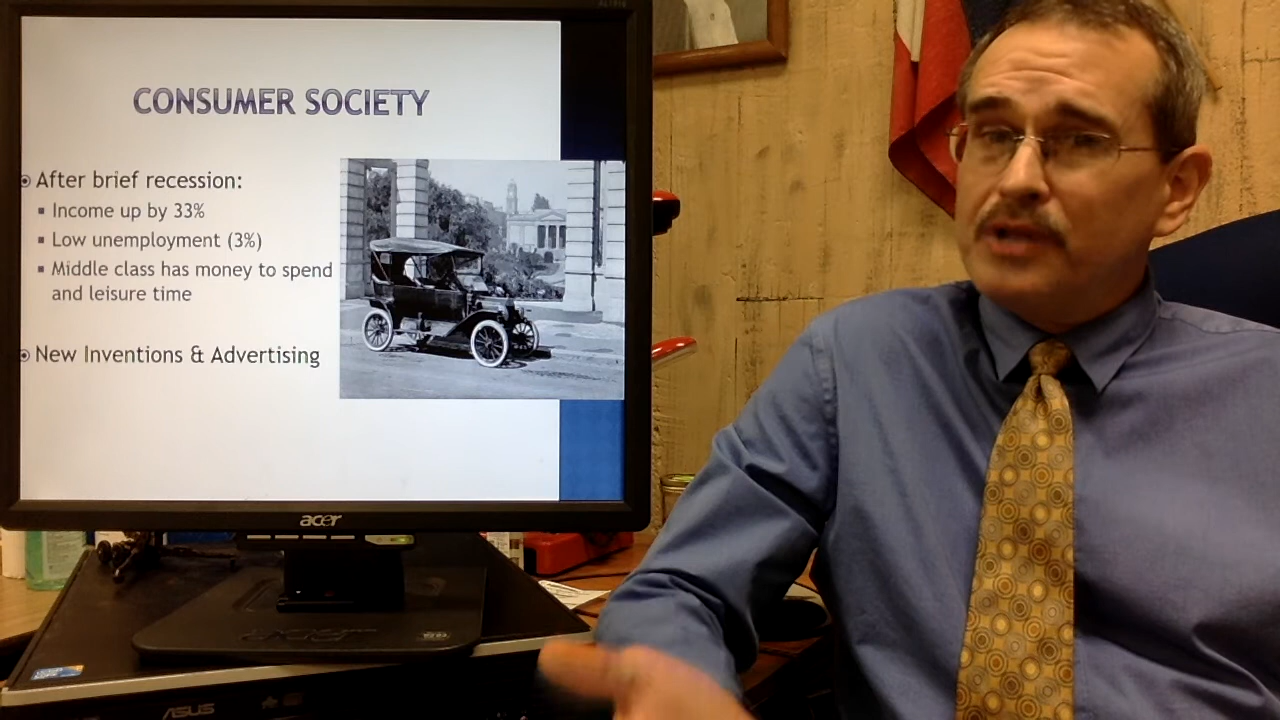 CONSUMER SOCIETY
After brief recession:
Income up by 33%
Low unemployment (3%)
Middle class has money to spend
and leisure time
New Inventions & Advertising
acer
ASUS